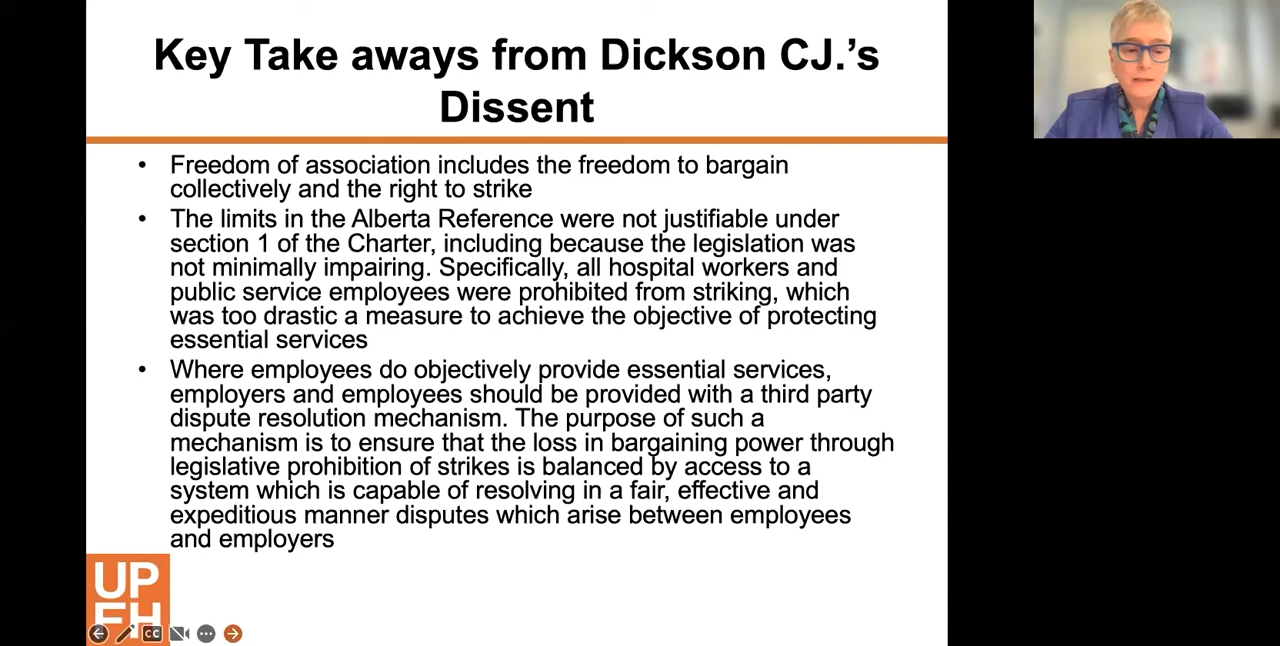 Key Take aways from Dickson CJ.’s
Dissent
• Freedom of association includes the freedom to bargain
collectively and the right to strike
• The limits in the Alberta Reference were not justifiable under
section 1 of the Charter, including because the legislation was
not minimally impairing. Specifically, all hospital workers and
public service employees were prohibited from striking, which
was too drastic a measure to achieve the objective of protecting
essential services
• Where employees do objectively provide essential services,
employers and employees should be provided with a third party
dispute resolution mechanism. The purpose of such a
mechanism is to ensure that the loss in bargaining power through
legislative prohibition of strikes is balanced by access to a
system which is capable of resolving in a fair, effective and
expeditious manner disputes which arise between employees
and employers
UP
FH
CC